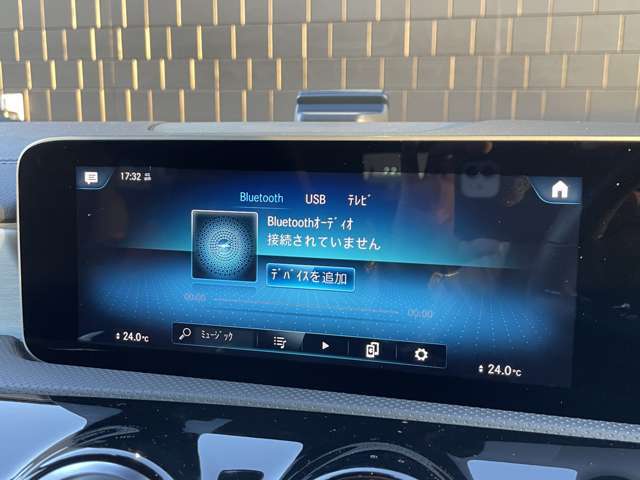 17:32
Bluetooth USB ﾃﾚﾋﾞ
Bluetoothｵｰﾃﾞｨｵ
接続されていません
ﾃﾞﾊﾞｲｽを追加
00:00 00:00
24.0℃ ﾐｭｰｼﾞｯｸ 24.0℃